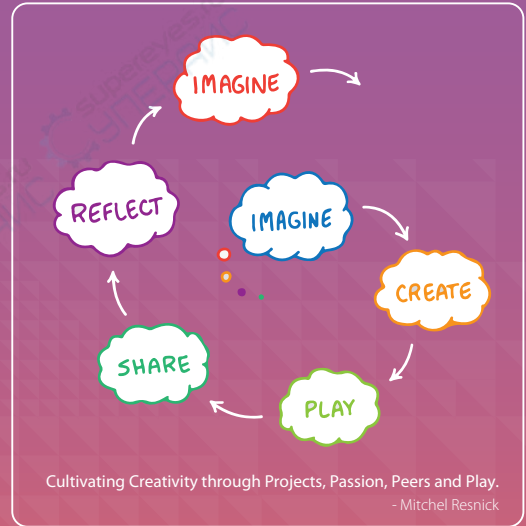 IMAGINE
REFLECT
IMAGINE
CREATE
SHARE
PLAY
Cultivating Creativity through Projects, Passion, Peers and Play.
- Mitchel Resnick